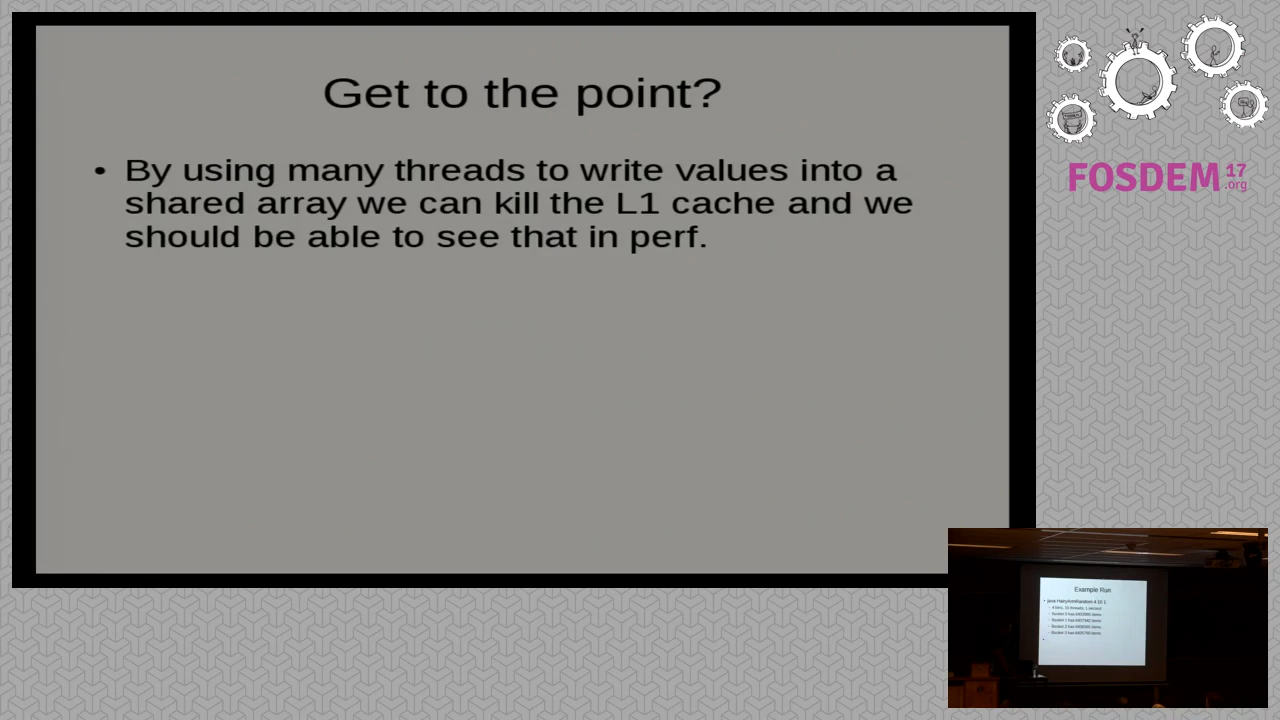 Get to the point?
• By using many threads to write values into a
shared array we can kill the L1 cache and we
should be able to see that in perf.
FOSDEM 17
.org
Example Run